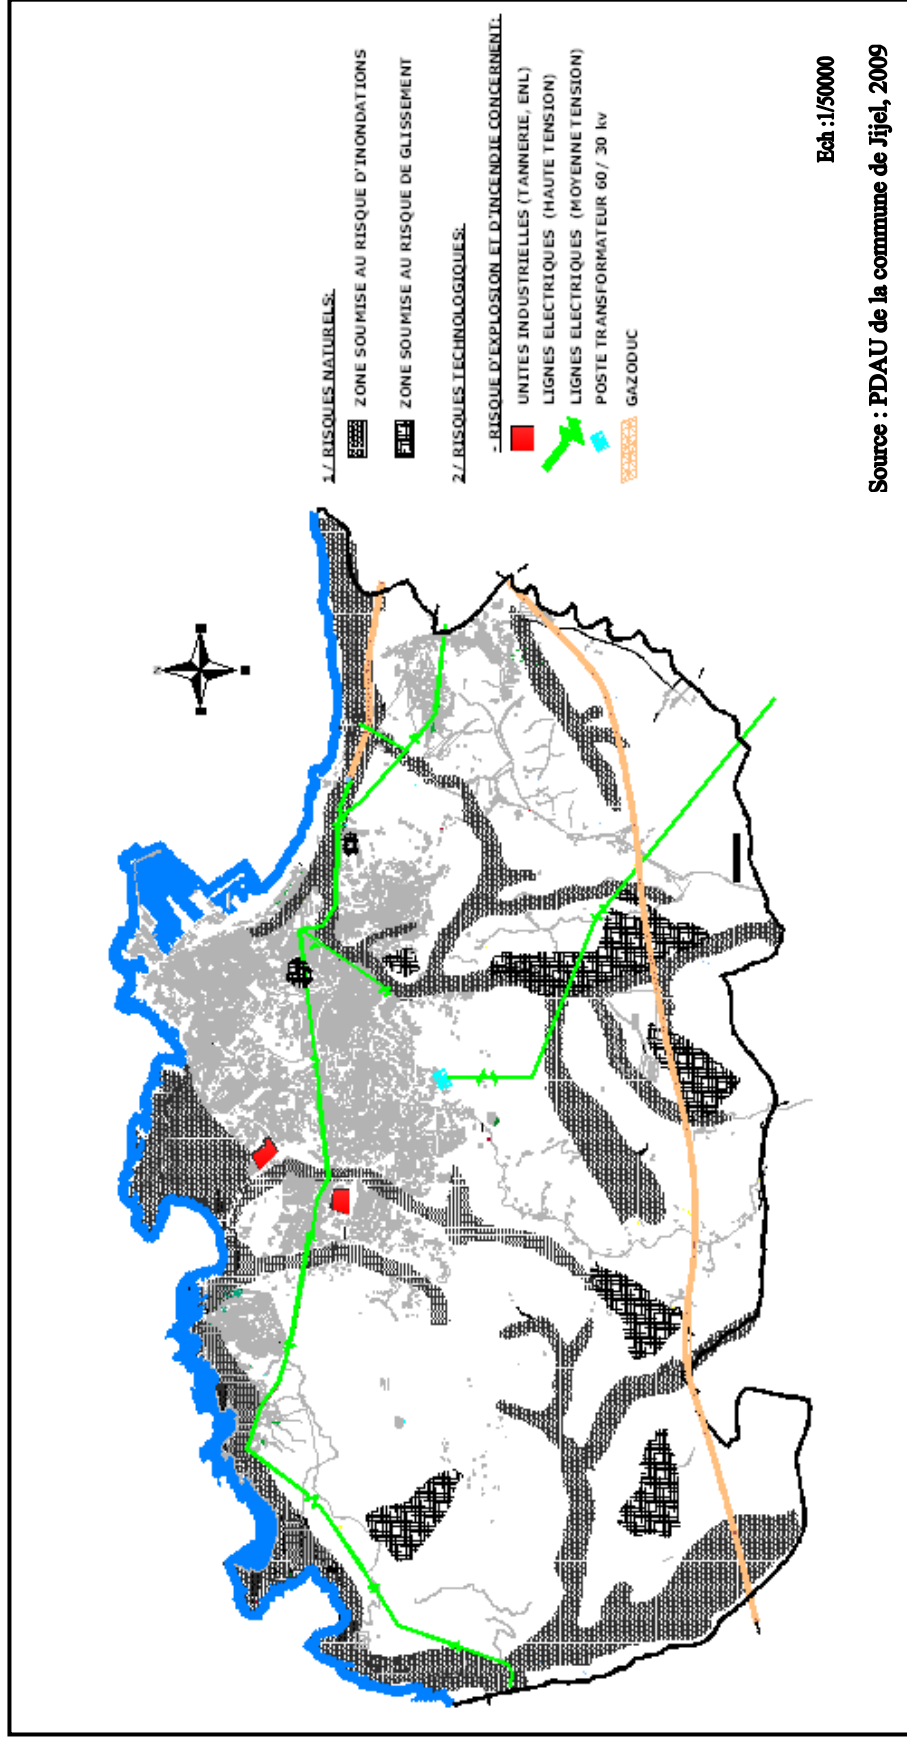 1/ RISQUES NATURELS:
ZONE SOUMISE AU RISQUE D'INONDATIONS
ZONE SOUMISE AU RISQUE DE GLISSEMENT
2/ RISQUES TECHNOLOGIQUES:
- RISQUE D'EXPLOSION ET D'INCENDIE CONCERNENT:
UNITES INDUSTRIELLES (TANNERIE, ENL)
LIGNES ELECTRIQUES (HAUTE TENSION)
LIGNES ELECTRIQUES (MOYENNE TENSION)
POSTE TRANSFORMATEUR 60 / 30 kv
GAZODUC
Ech :1/50000
Source : PDAU de la commune de Jijel, 2009